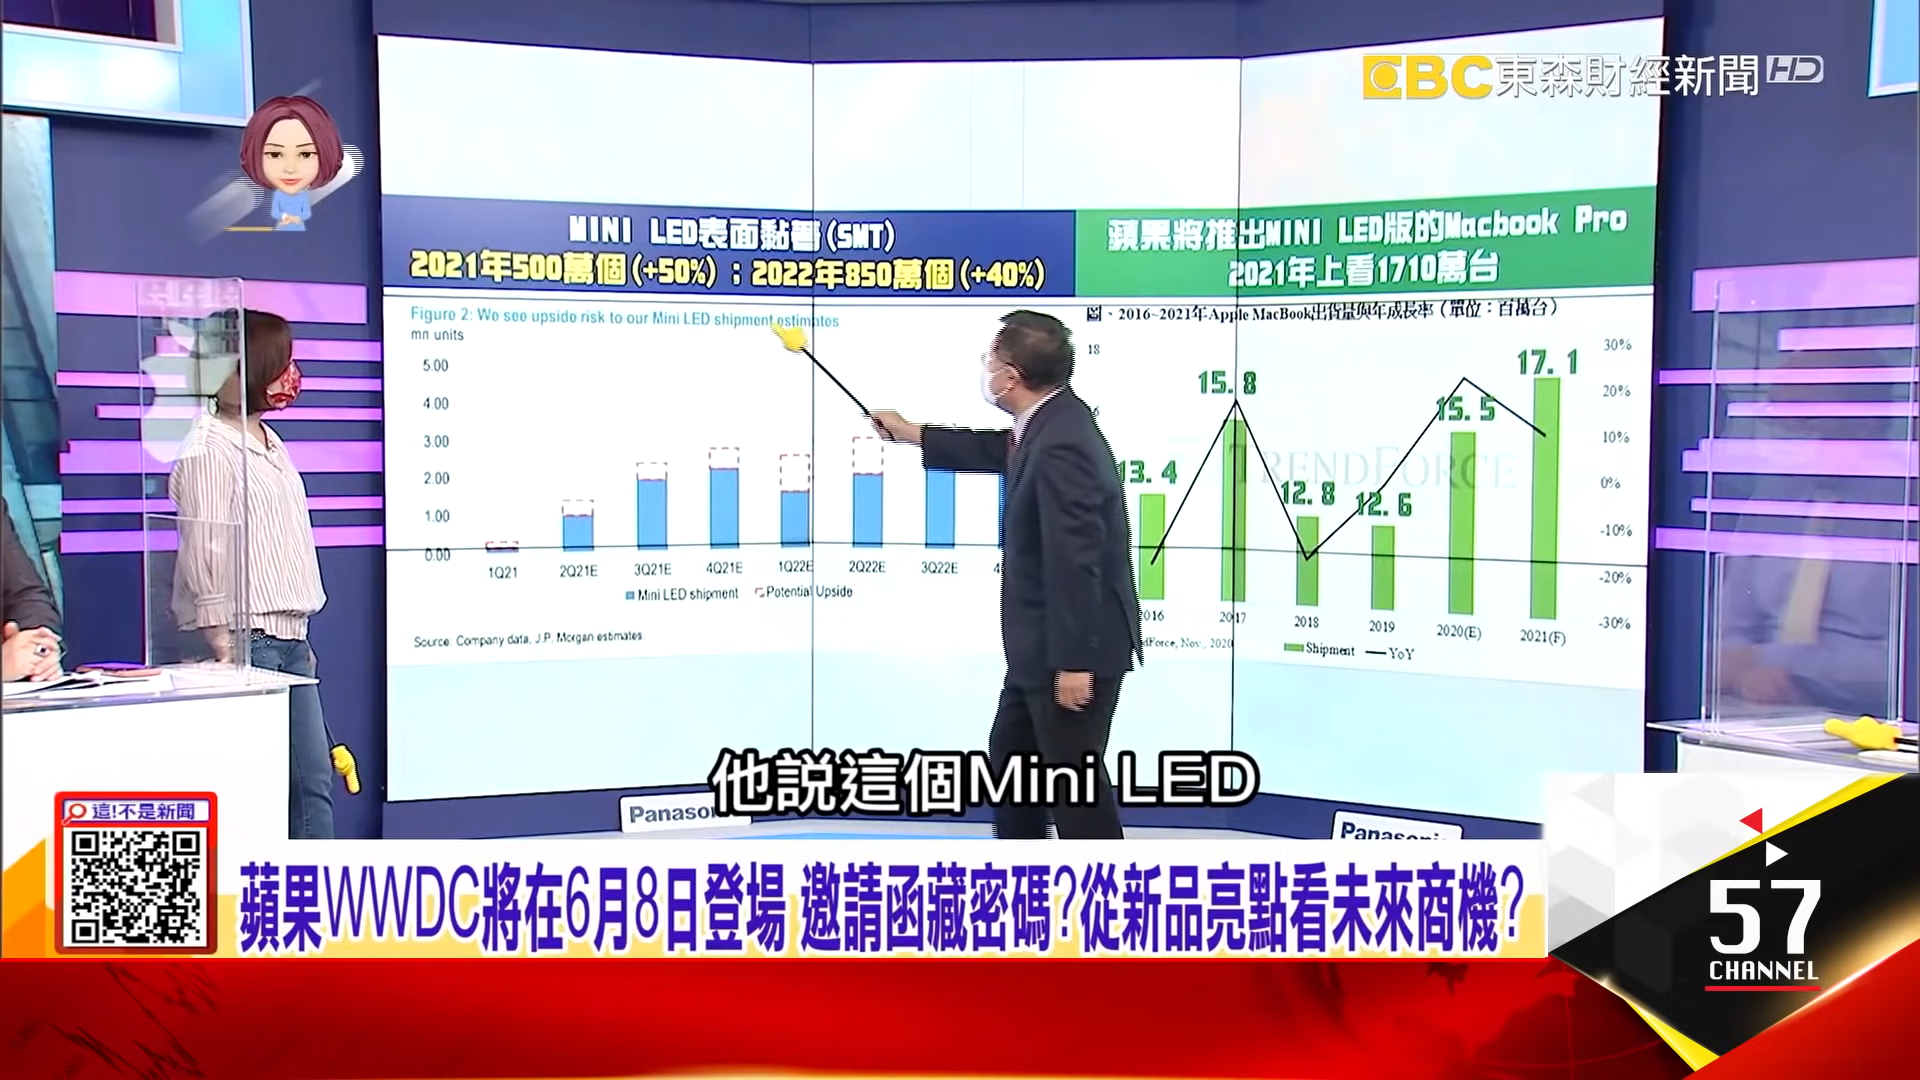 EBC東森財經新聞HD
MINI LED表面黏著(SMT)
2021年500萬個(+50%)；2022年850萬個(+40%)
Figure 2: We see upside risk to our Mini LED shipment estimates
mn units
5.00
4.00
3.00
2.00
1.00
0.00
1Q21 2Q21E 3Q21E 4Q21E 1Q22E 2Q22E 3Q22E 4
Mini LED shipment Potential Upside
Source: Company data, J.P. Morgan estimates
蘋果將推出MINI LED版的Macbook Pro
2021年上看1710萬台
圖、2016~2021年Apple MacBook出貨量與年成長率（單位：百萬台）
18
6
30%
20%
10%
0%
-10%
-20%
-30%
13.4 15.8 12.8 12.6 15.5 17.1
TRENDFORCE
2016 2017 2018 2019 2020(E) 2021(F)
Shipment YoY
dForce, Nov., 2020
Panasonic
Panasonic
他說這個Mini LED
這!不是新聞
蘋果WWDC將在6月8日登場 邀請函藏密碼?從新品亮點看未來商機?
57
CHANNEL